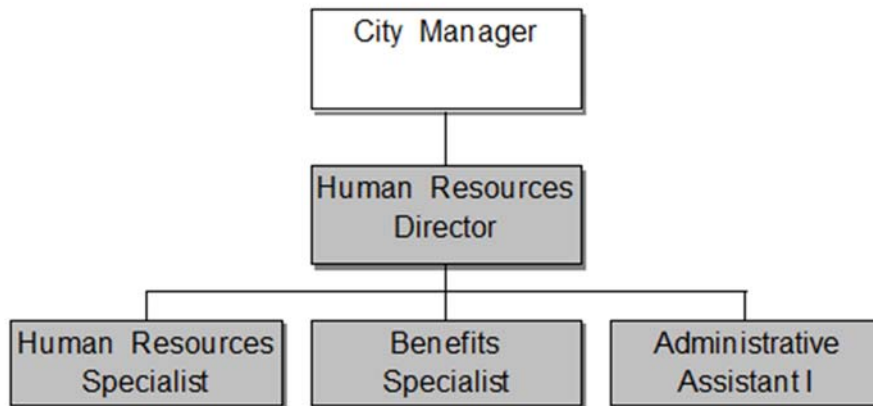 City Manager
Human Resources
Director
Human Resources
Specialist
Benefits
Specialist
Administrative
Assistant I